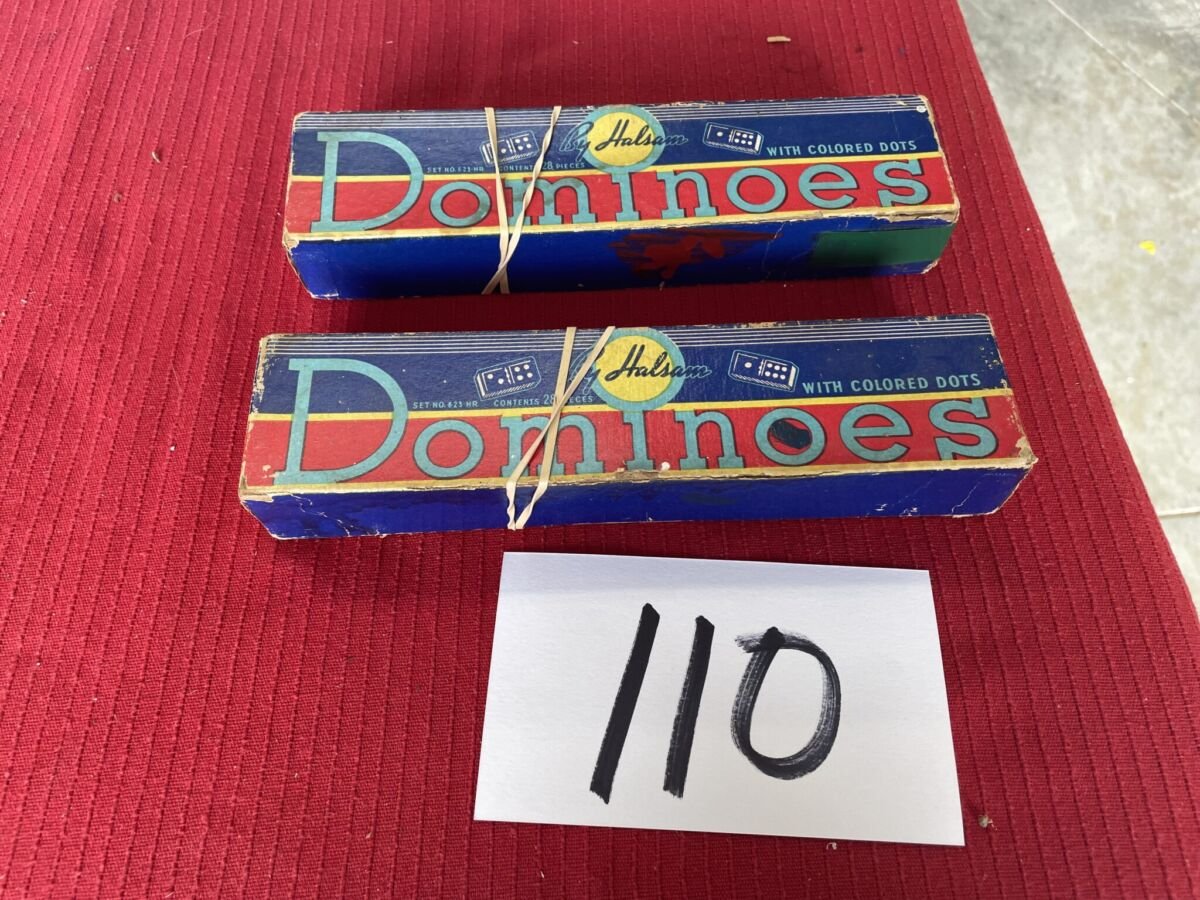 By Halsam
WITH COLORED DOTS
SET NO. 623-HR CONTENTS 28 PIECES
Dominoes
By Halsam
WITH COLORED DOTS
SET NO. 623 HR CONTENTS 28 PIECES
Dominoes
110